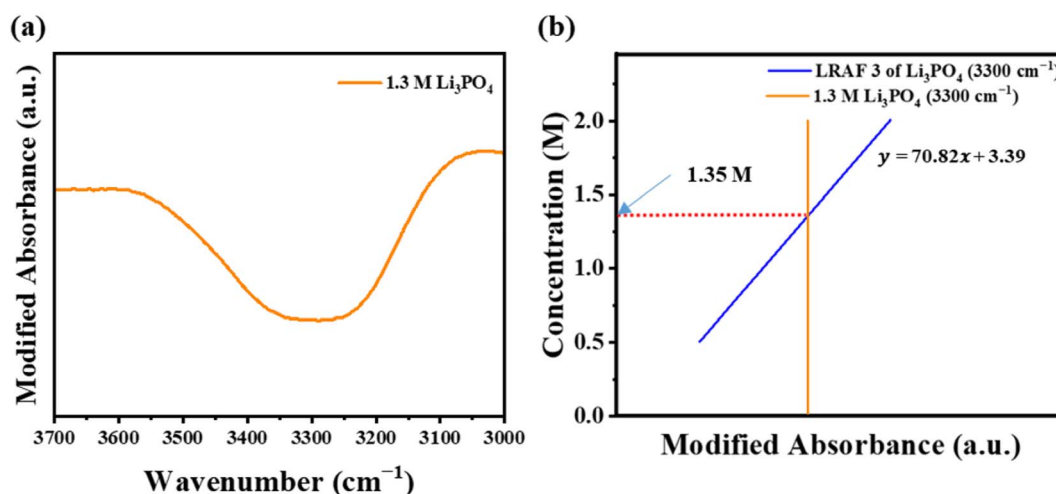 (a)
Modified Absorbance (a.u.)
1.3 M Li₃PO₄
3700 3600 3500 3400 3300 3200 3100 3000
Wavenumber (cm⁻¹)
(b)
Concentration (M)
LRAF 3 of Li₃PO₄ (3300 cm⁻¹)
1.3 M Li₃PO₄ (3300 cm⁻¹)
2.0
y = 70.82x + 3.39
1.35 M
1.5
1.0
0.5
0.0
Modified Absorbance (a.u.)